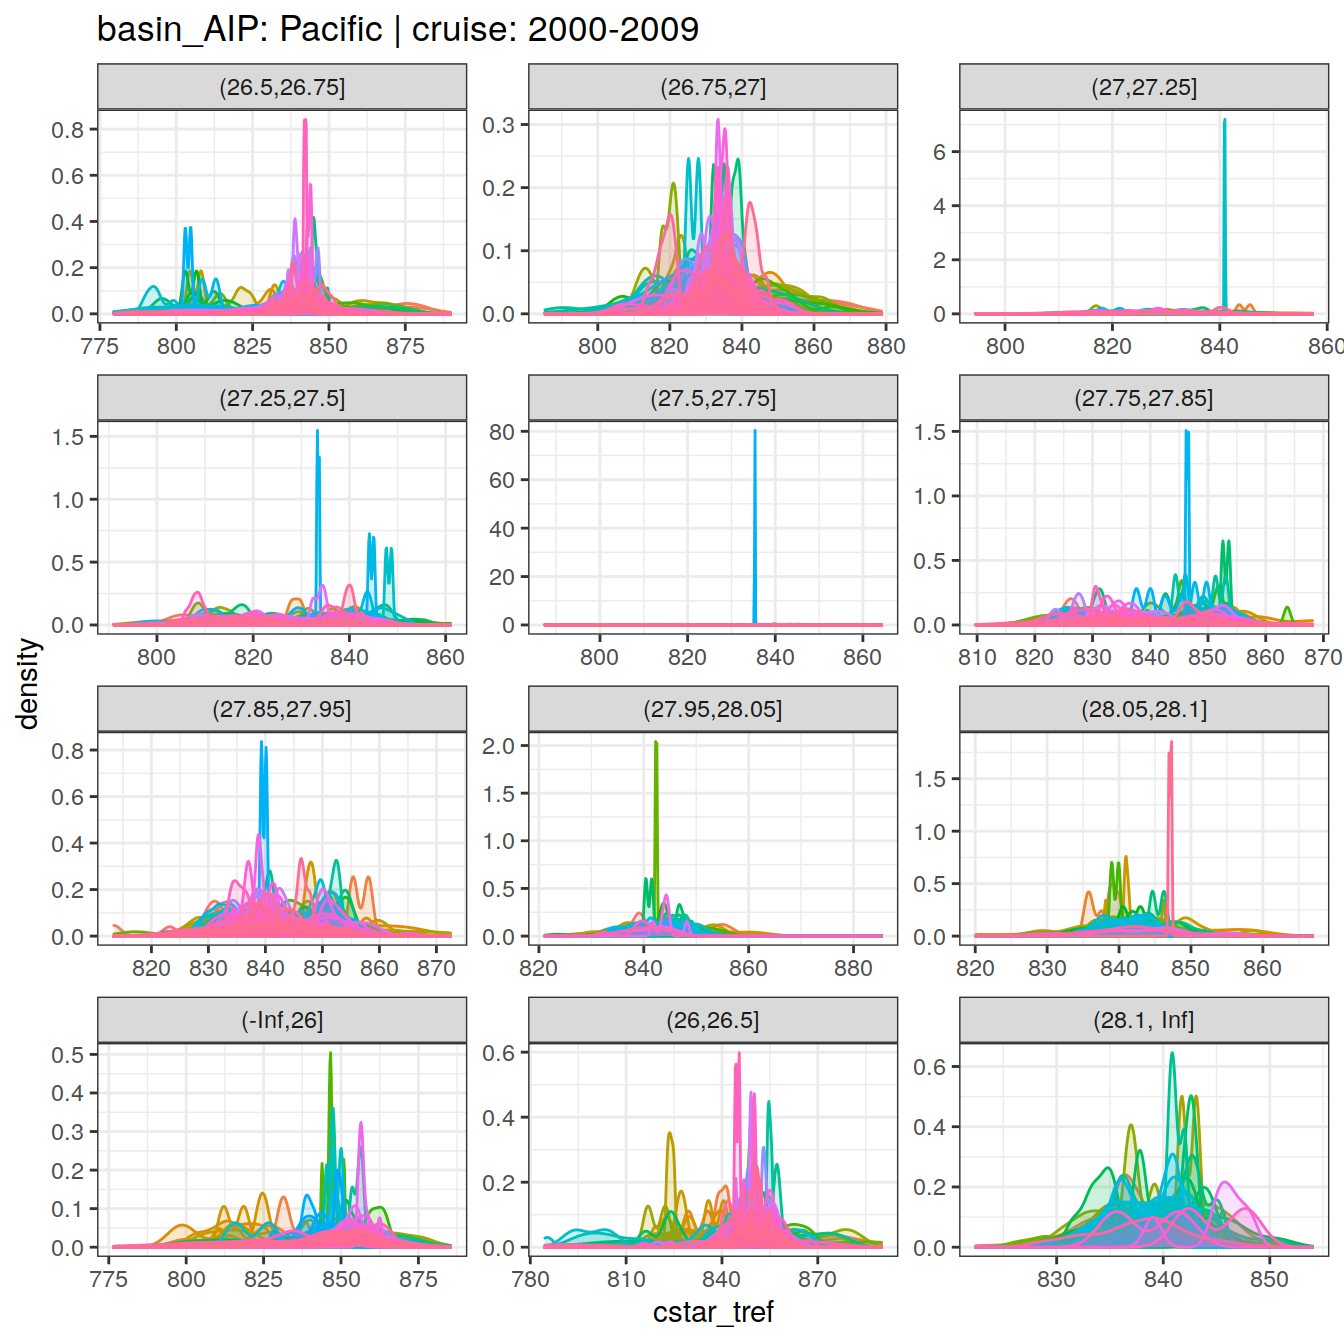 basin_AIP: Pacific | cruise: 2000-2009
(26.5,26.75] (26.75,27] (27,27.25]
0.8 0.3 6
0.6 0.2 4
0.4 0.1 2
0.2 0.0 0
0.0
775 800 825 850 875 800 820 840 860 880 800 820 840 860
(27.25,27.5] (27.5,27.75] (27.75,27.85]
1.5 80 1.5
1.0 60 1.0
0.5 40 0.5
0.0 20 0.0
0
800 820 840 860 800 820 840 860 810 820 830 840 850 860 870
density
(27.85,27.95] (27.95,28.05] (28.05,28.1]
0.8 2.0 1.5
0.6 1.5 1.0
0.4 1.0 0.5
0.2 0.5 0.0
0.0 0.0
820 830 840 850 860 870 820 840 860 880 820 830 840 850 860
(-Inf,26] (26,26.5] (28.1, Inf]
0.5 0.6 0.6
0.4 0.4 0.4
0.3 0.2 0.2
0.2 0.0 0.0
0.1
0.0
775 800 825 850 875 780 810 840 870 830 840 850
cstar_tref